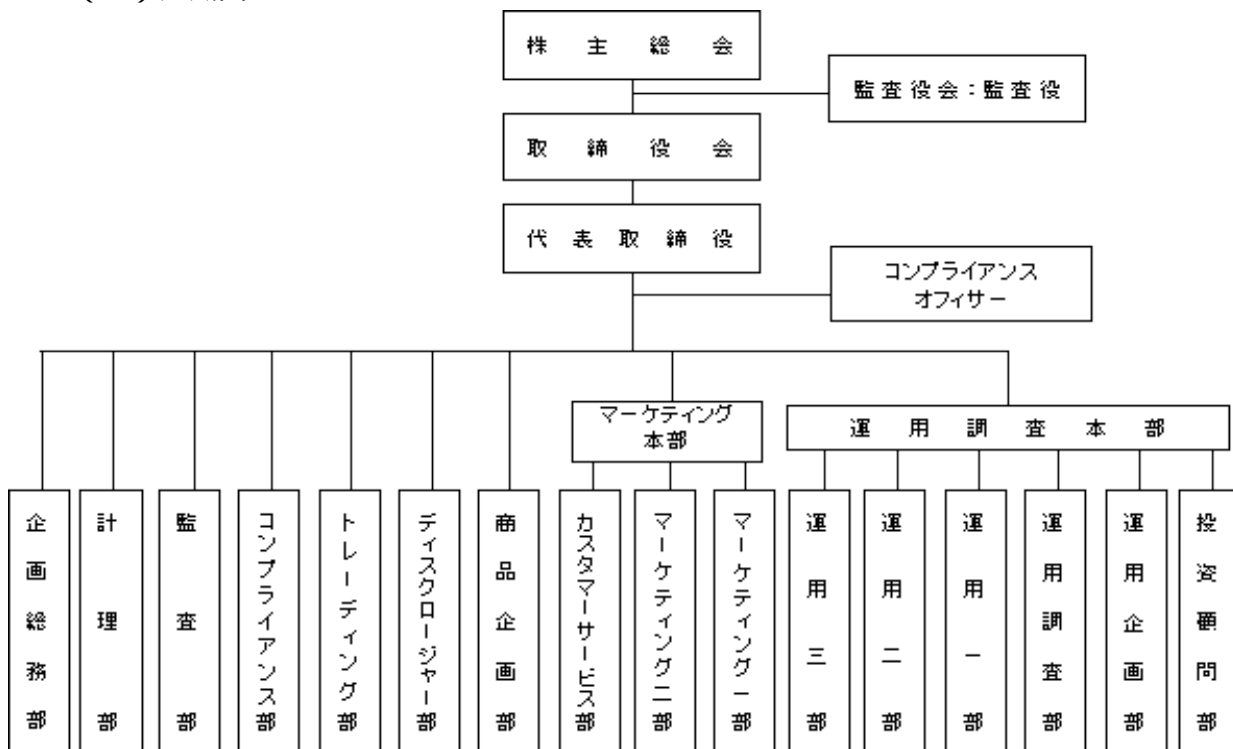 株主総会
監査役会：監査役
取締役会
代表取締役
コンプライアンス
オフィサー
マーケティング
本部
運用調査本部
企画総務部
計理部
監査部
コンプライアンス部
トレーディング部
ディスクロージャー部
商品企画部
カスタマーサービス部
マーケティング二部
マーケティング一部
運用三部
運用二部
運用一部
運用調査部
運用企画部
投資顧問部